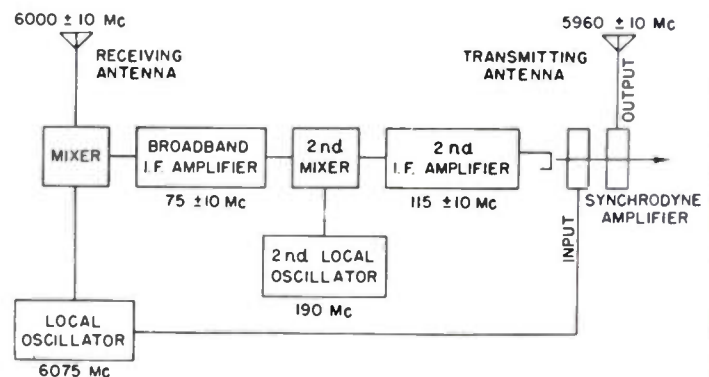 6000 ± 10 Mc
5960 ± 10 Mc
RECEIVING
ANTENNA
TRANSMITTING
ANTENNA
OUTPUT
MIXER
BROADBAND
I.F. AMPLIFIER
75 ±10 Mc
2nd
MIXER
2nd
I.F. AMPLIFIER
115 ±10 Mc
SYNCHRODYNE
AMPLIFIER
INPUT
2nd LOCAL
OSCILLATOR
190 Mc
LOCAL
OSCILLATOR
6075 Mc